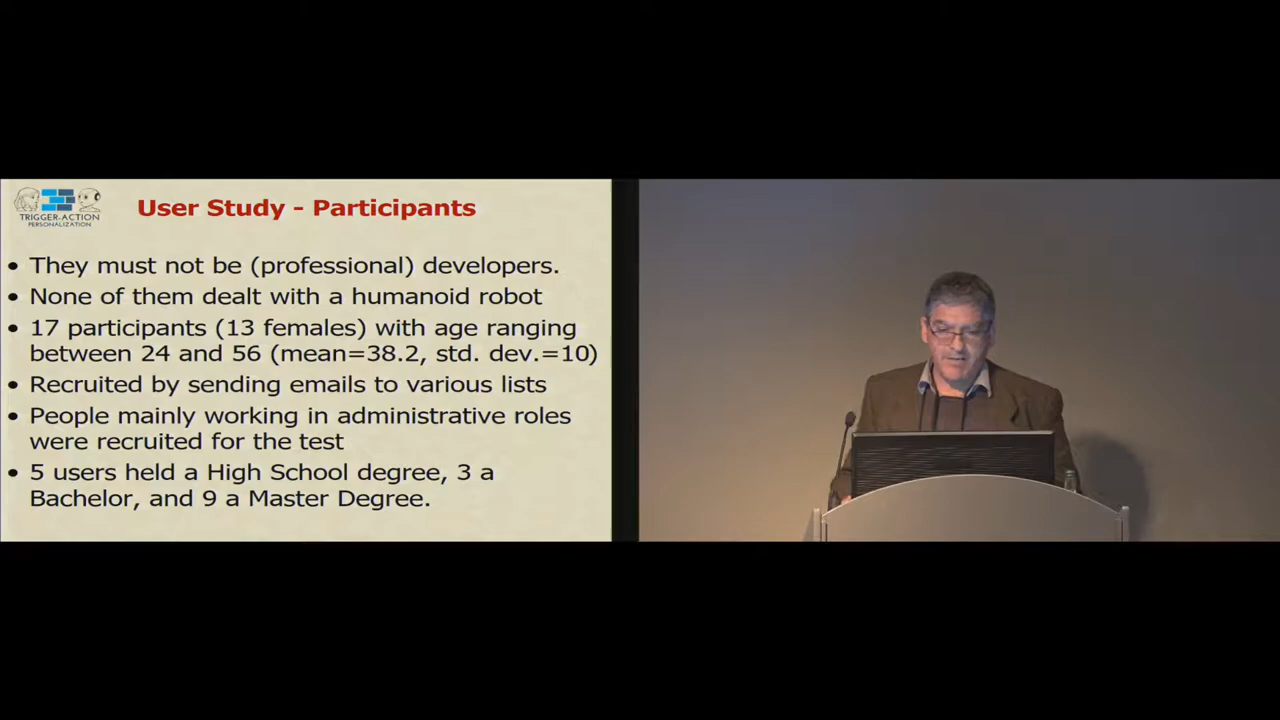 TRIGGER-ACTION
PERSONALIZATION
User Study - Participants
• They must not be (professional) developers.
• None of them dealt with a humanoid robot
• 17 participants (13 females) with age ranging
between 24 and 56 (mean=38.2, std. dev.=10)
• Recruited by sending emails to various lists
• People mainly working in administrative roles
were recruited for the test
• 5 users held a High School degree, 3 a
Bachelor, and 9 a Master Degree.